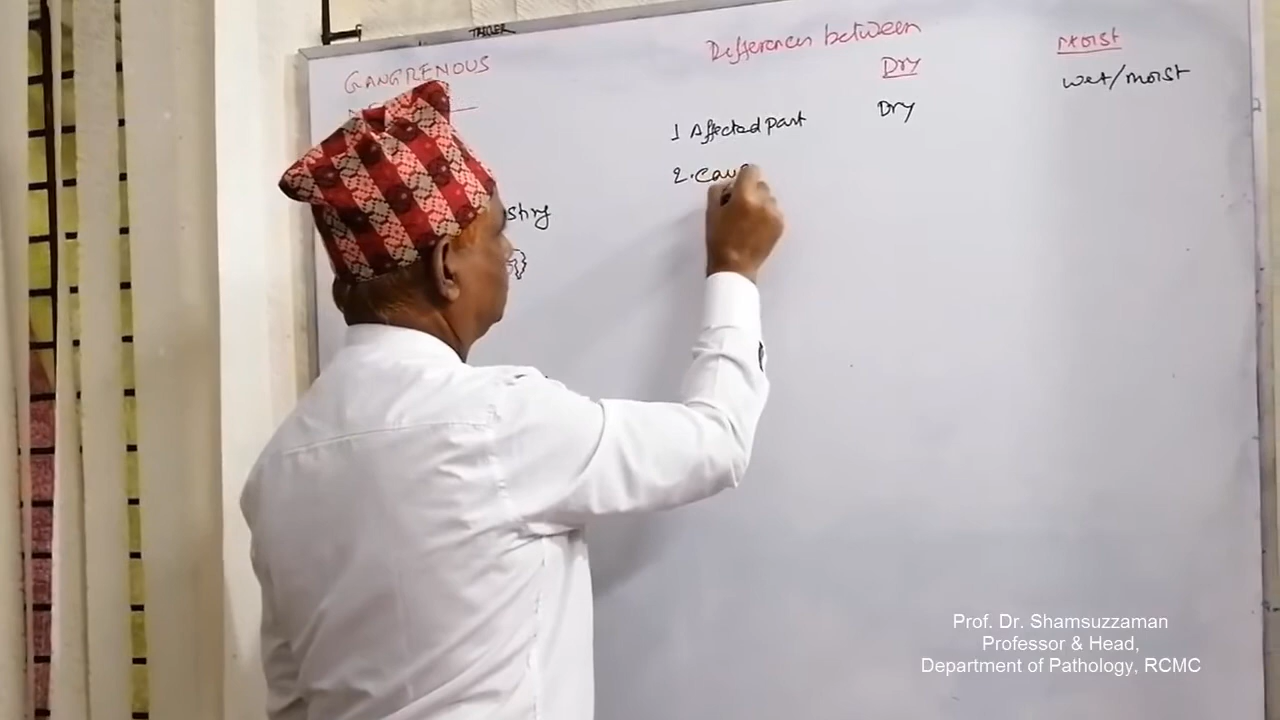 GANGRENOUS
Differences between
Dry
Moist
1 Affected part
Dry
wet/moist
2. Cau
Prof. Dr. Shamsuzzaman
Professor & Head,
Department of Pathology, RCMC